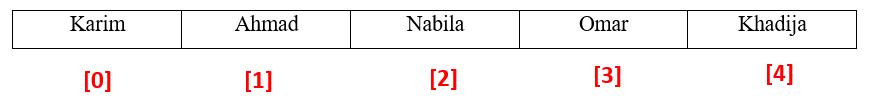 Karim Ahmad Nabila Omar Khadija
[0] [1] [2] [3] [4]